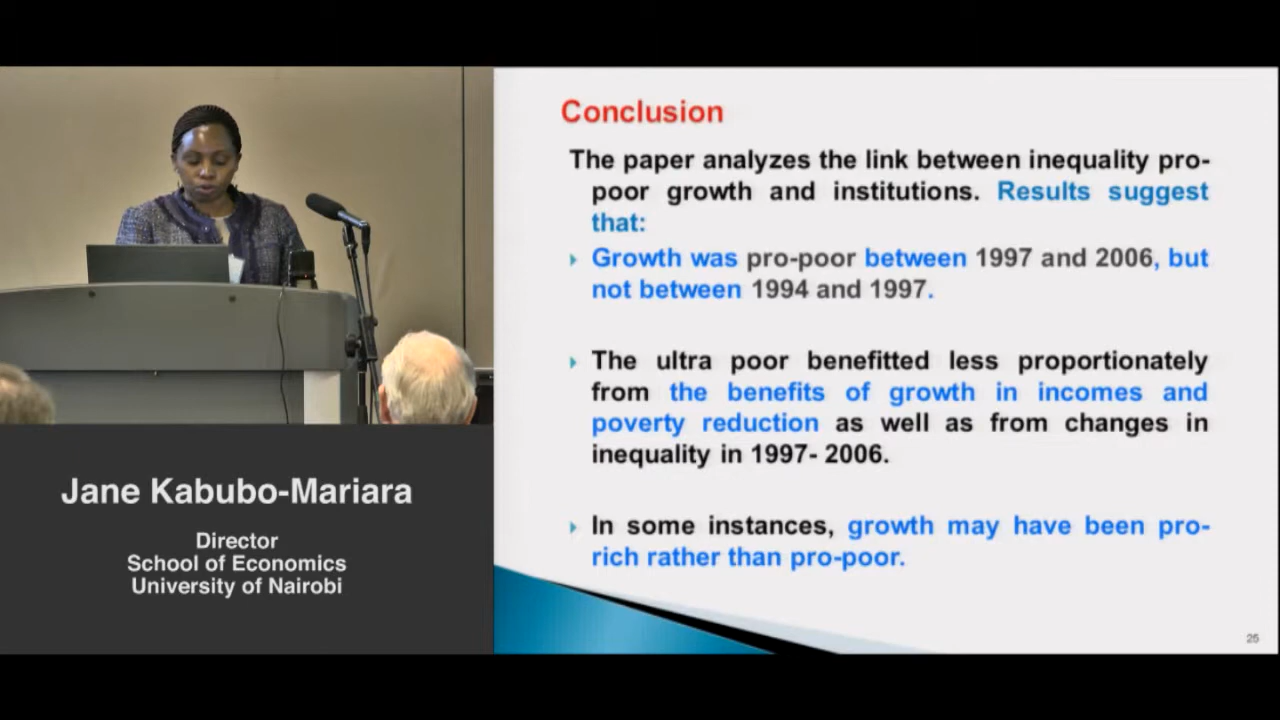 Conclusion
The paper analyzes the link between inequality pro-
poor growth and institutions. Results suggest
that:
Growth was pro-poor between 1997 and 2006, but
not between 1994 and 1997.
The ultra poor benefitted less proportionately
from the benefits of growth in incomes and
poverty reduction as well as from changes in
inequality in 1997- 2006.
In some instances, growth may have been pro-
rich rather than pro-poor.
25
Jane Kabubo-Mariara
Director
School of Economics
University of Nairobi